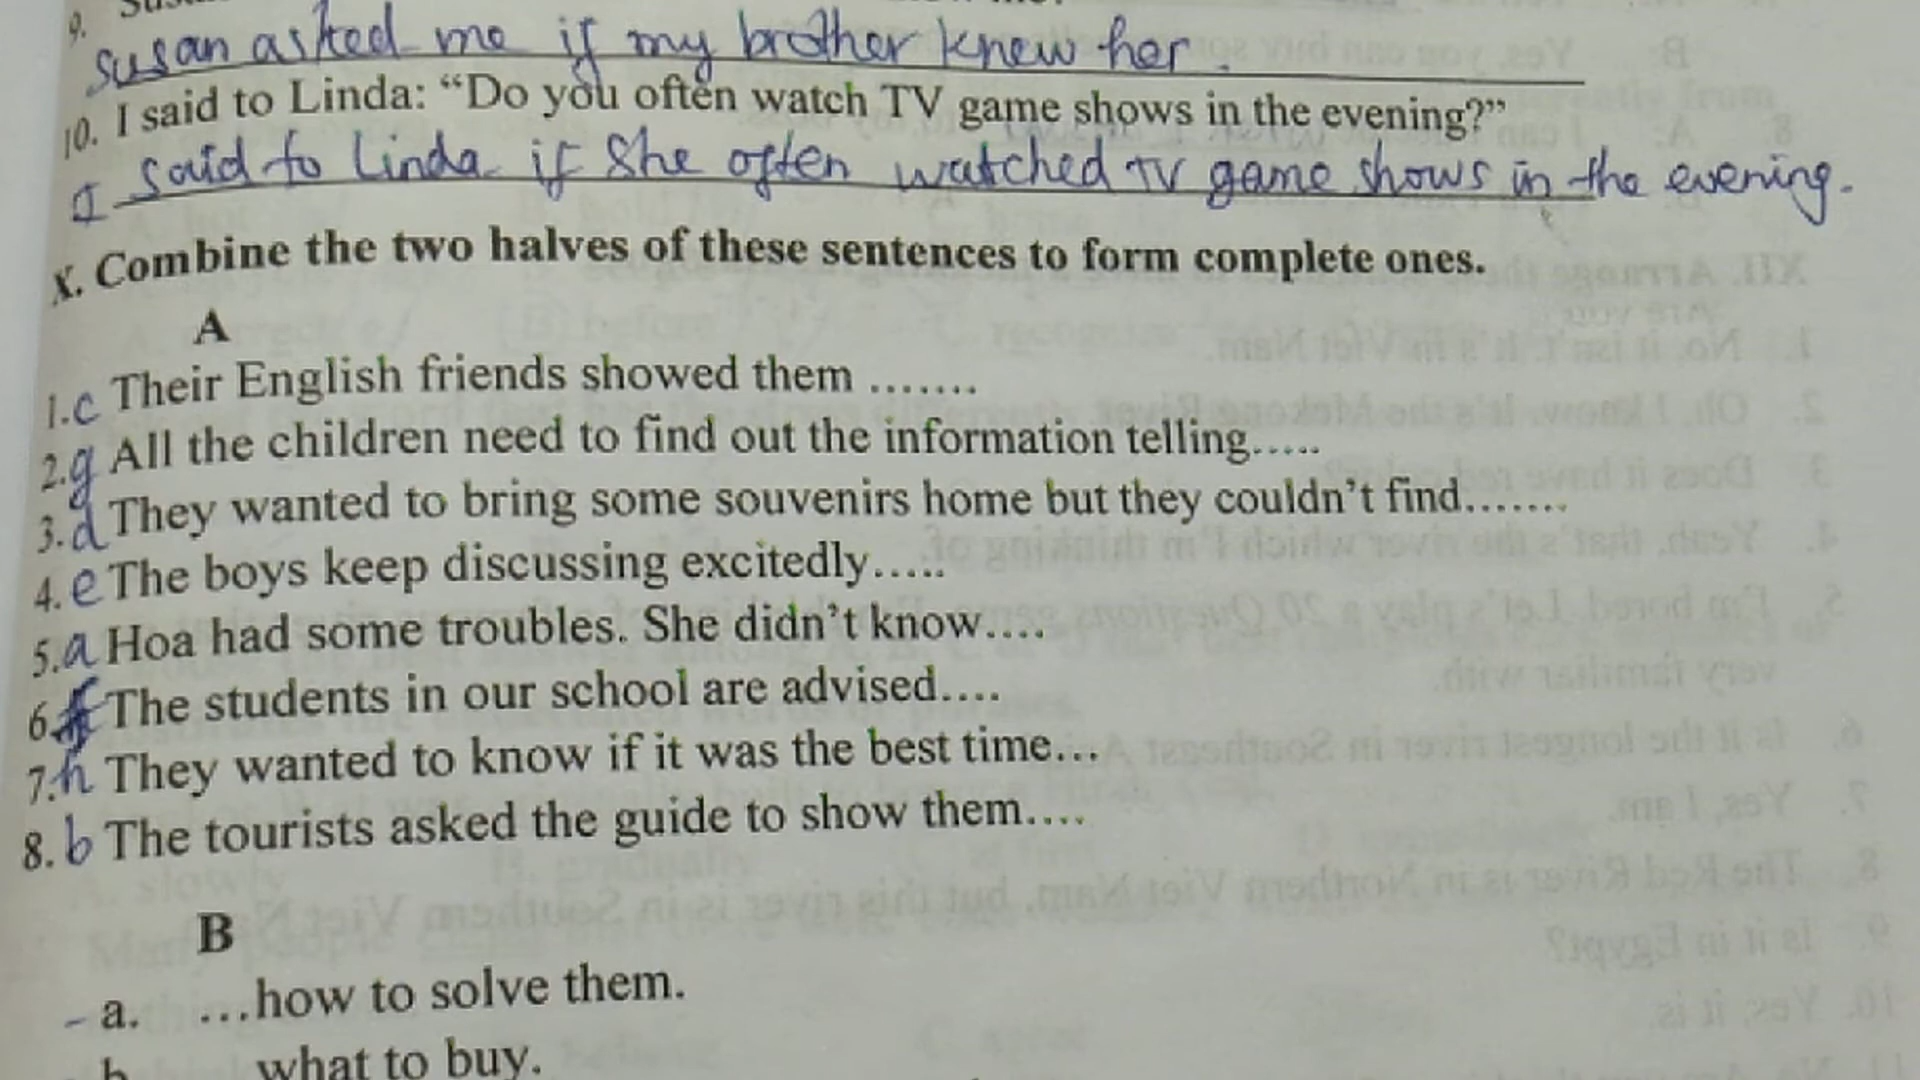 9.
susan asked me if my brother knew her.
10. I said to Linda: “Do you often watch TV game shows in the evening?”
I said to Linda if she often watched TV game shows in the evening.
X. Combine the two halves of these sentences to form complete ones.
A
1.c Their English friends showed them .......
2.g All the children need to find out the information telling.....
3.d They wanted to bring some souvenirs home but they couldn’t find.......
4.e The boys keep discussing excitedly.....
5.a Hoa had some troubles. She didn’t know....
6.f The students in our school are advised....
7.h They wanted to know if it was the best time...
8.b The tourists asked the guide to show them....
B
- a. ...how to solve them.
b what to buy.